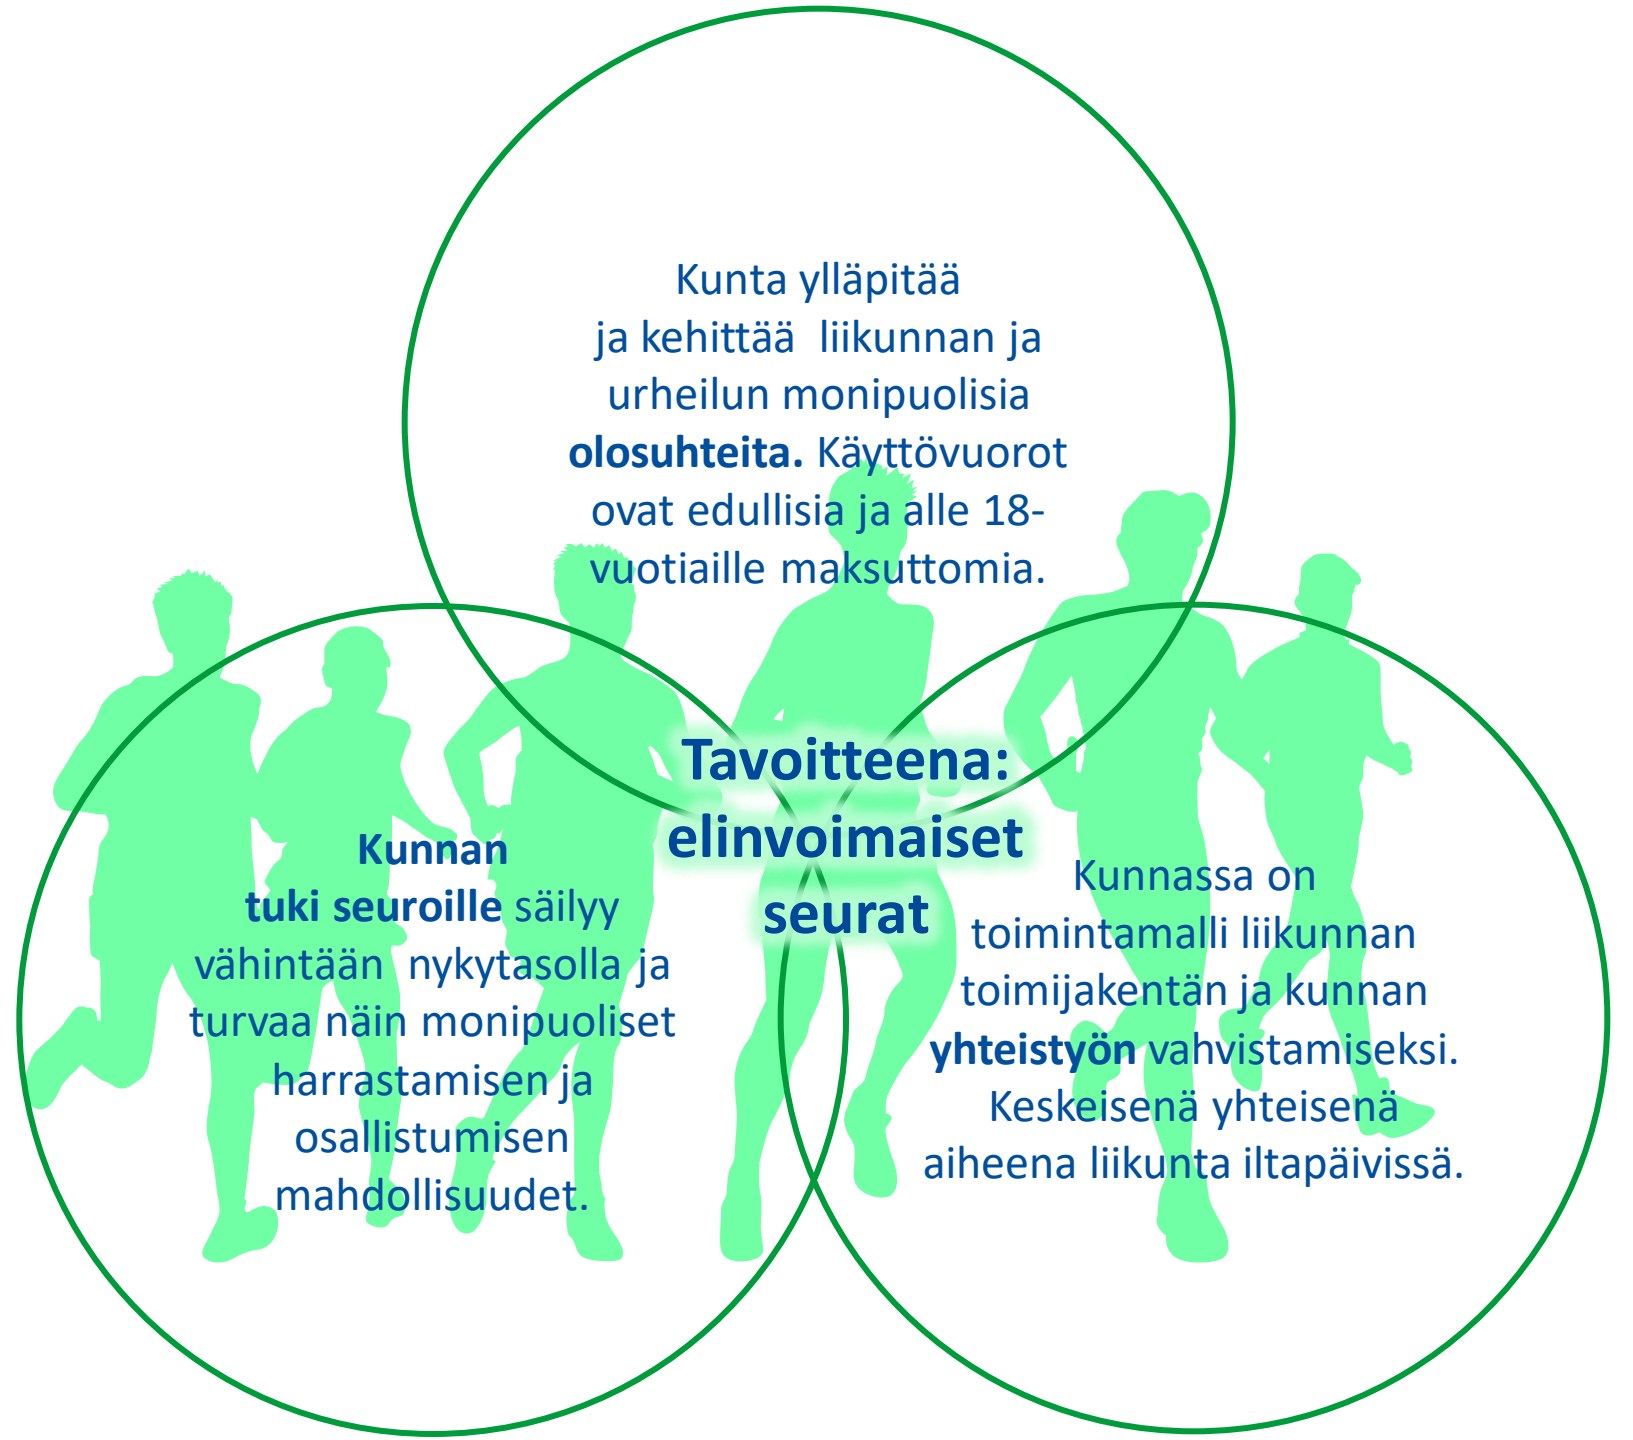 Kunta ylläpitää
ja kehittää liikunnan ja
urheilun monipuolisia
olosuhteita. Käyttövuorot
ovat edullisia ja alle 18-
vuotiaille maksuttomia.
Tavoitteena:
elinvoimaiset
seurat
Kunnan
tuki seuroille säilyy
vähintään nykytasolla ja
turvaa näin monipuoliset
harrastamisen ja
osallistumisen
mahdollisuudet.
Kunnassa on
toimintamalli liikunnan
toimijakentän ja kunnan
yhteistyön vahvistamiseksi.
Keskeisenä yhteisenä
aiheena liikunta iltapäivissä.